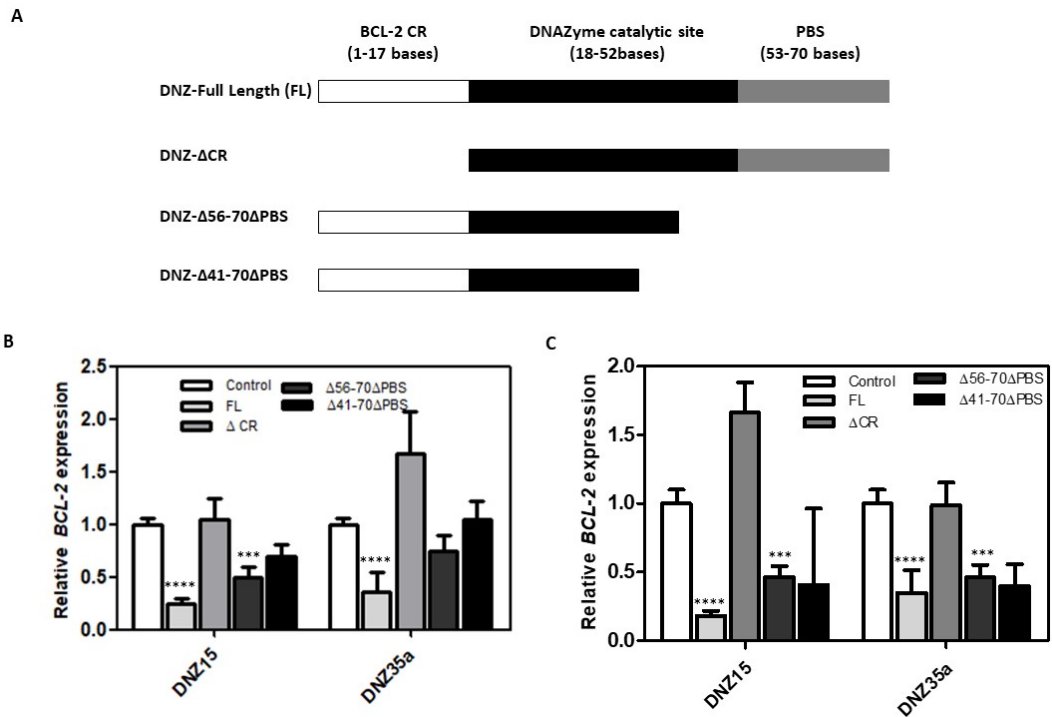 A
BCL-2 CR
(1-17 bases)
DNAZyme catalytic site
(18-52bases)
PBS
(53-70 bases)
DNZ-Full Length (FL)
DNZ-ΔCR
DNZ-Δ56-70ΔPBS
DNZ-Δ41-70ΔPBS
B
Relative BCL-2 expression
2.5
2.0
1.5
1.0
0.5
0.0
Control
FL
Δ CR
Δ56-70ΔPBS
Δ41-70ΔPBS
****
***
****
DNZ15
DNZ35a
C
Relative BCL-2 expression
2.0
1.5
1.0
0.5
0.0
Control
FL
ΔCR
Δ56-70ΔPBS
Δ41-70ΔPBS
****
***
****
***
DNZ15
DNZ35a